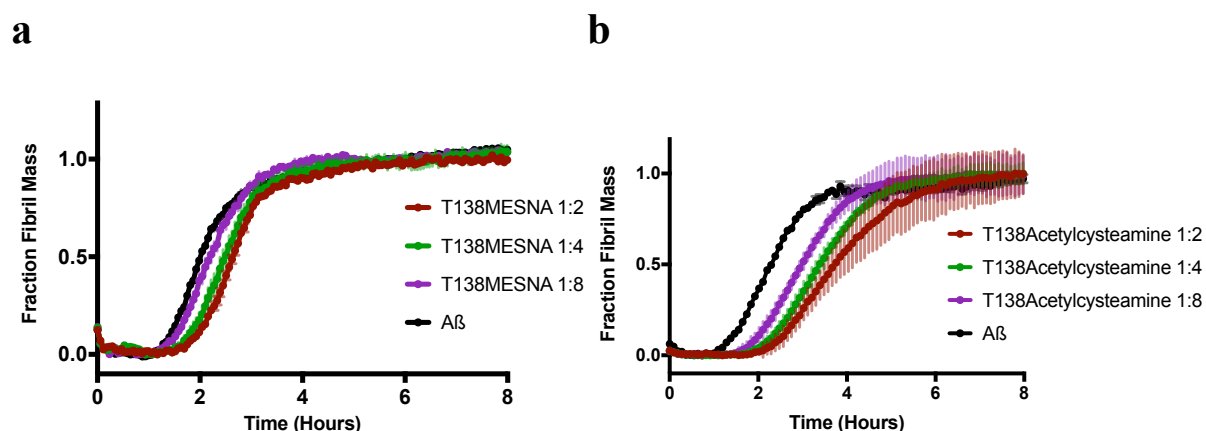 a
Fraction Fibril Mass
1.0
0.5
0.0
0
2
4
6
8
Time (Hours)
T138MESNA 1:2
T138MESNA 1:4
T138MESNA 1:8
Aß
b
Fraction Fibril Mass
1.0
0.5
0.0
0
2
4
6
8
Time (Hours)
T138Acetylcysteamine 1:2
T138Acetylcysteamine 1:4
T138Acetylcysteamine 1:8
Aß